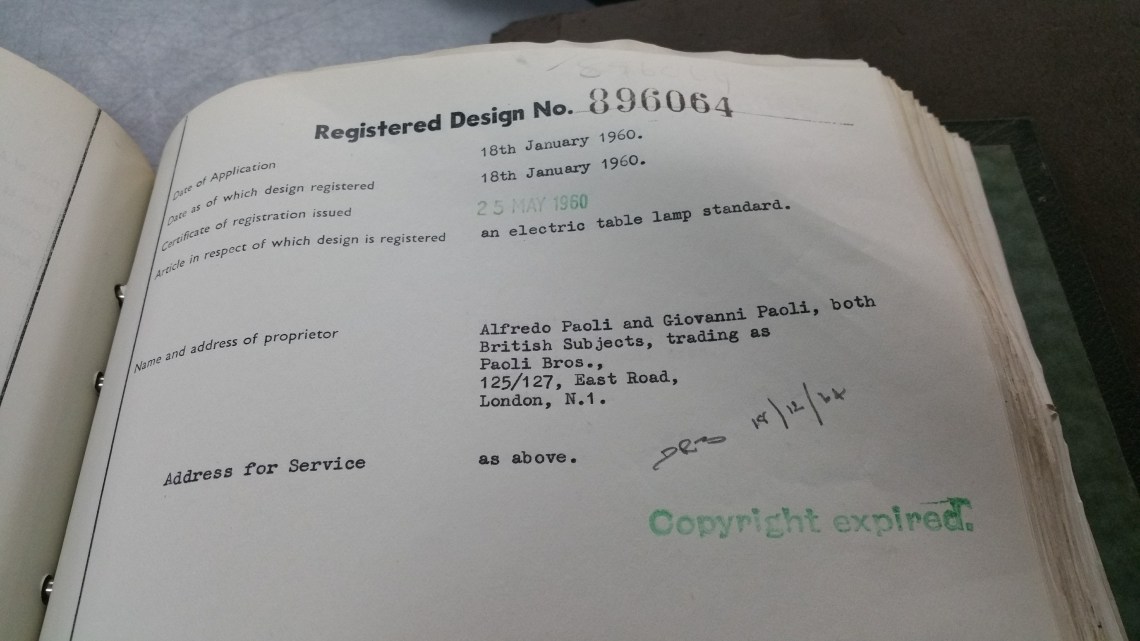 Registered Design No. 896064
Date of Application 18th January 1960.
Date as of which design registered 18th January 1960.
Certificate of registration issued 25 MAY 1960
Article in respect of which design is registered an electric table lamp standard.
Name and address of proprietor Alfredo Paoli and Giovanni Paoli, both
British Subjects, trading as
Paoli Bros.,
125/127, East Road,
London, N.1.
Address for Service as above.
Copyright expired.